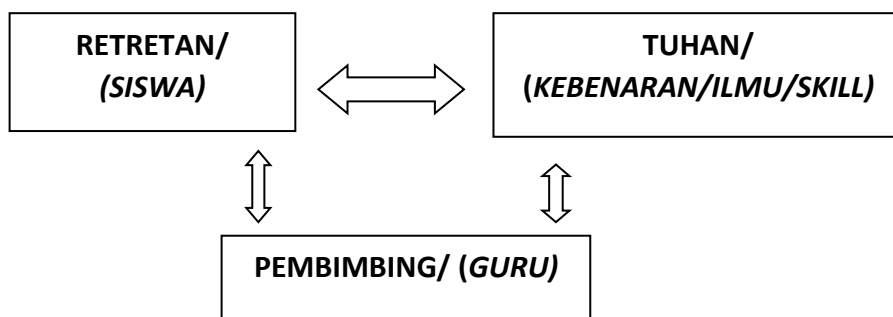 RETRETAN/
(SISWA)
TUHAN/
(KEBENARAN/ILMU/SKILL)
PEMBIMBING/ (GURU)